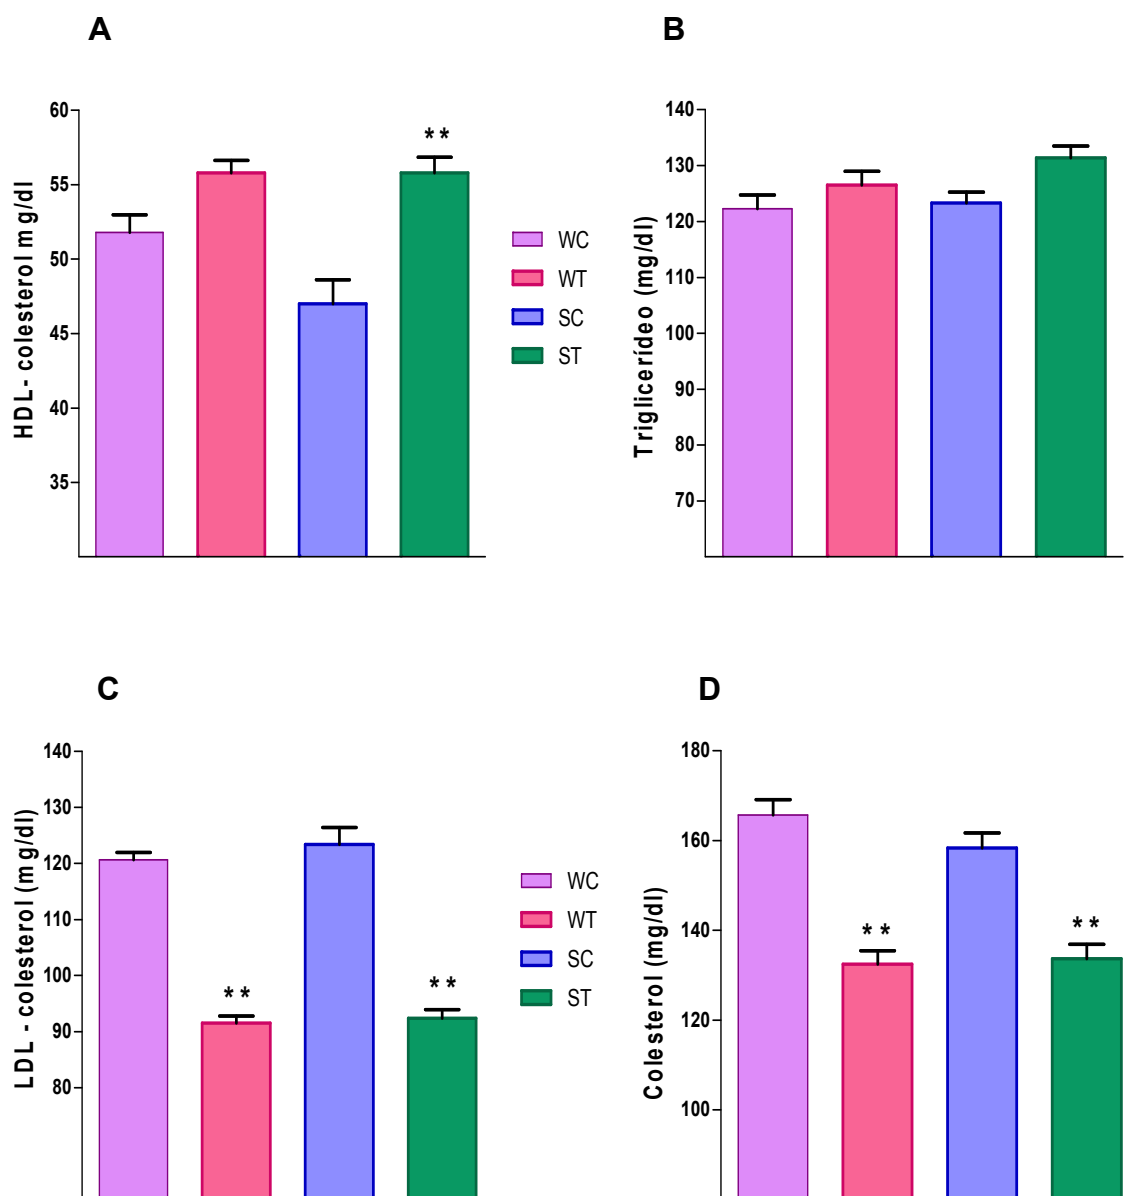 A
B
HDL- colesterol mg/dl
60
55
50
45
40
35
**
WC
WT
SC
ST
Triglicerídeo (mg/dl)
140
130
120
110
100
90
80
70
C
D
LDL - colesterol (mg/dl)
140
130
120
110
100
90
80
**
**
WC
WT
SC
ST
Colesterol (mg/dl)
180
160
140
120
100
**
**